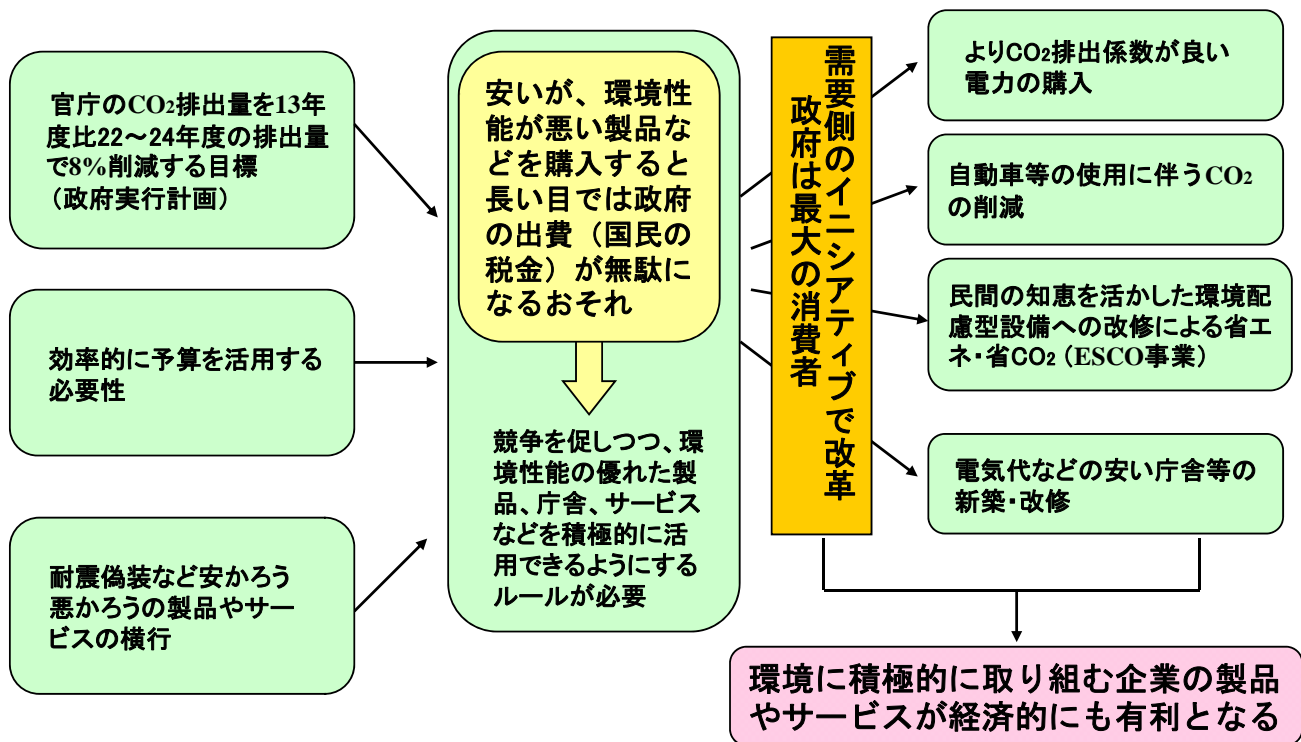 官庁のCO2排出量を13年
度比22～24年度の排出量
で8%削減する目標
（政府実行計画）
効率的に予算を活用する
必要性
耐震偽装など安かろう
悪かろうの製品やサー
ビスの横行
安いが、環境性
能が悪い製品な
どを購入すると
長い目では政府
の出費（国民の
税金）が無駄に
なるおそれ
競争を促しつつ、環
境性能の優れた製
品、庁舎、サービス
などを積極的に活
用できるようにする
ルールが必要
需要側のイニシアティブで改革
政府は最大の消費者
よりCO2排出係数が良い
電力の購入
自動車等の使用に伴うCO2
の削減
民間の知恵を活かした環境配
慮型設備への改修による省エ
ネ・省CO2（ESCO事業）
電気代などの安い庁舎等の
新築・改修
環境に積極的に取り組む企業の製品
やサービスが経済的にも有利となる